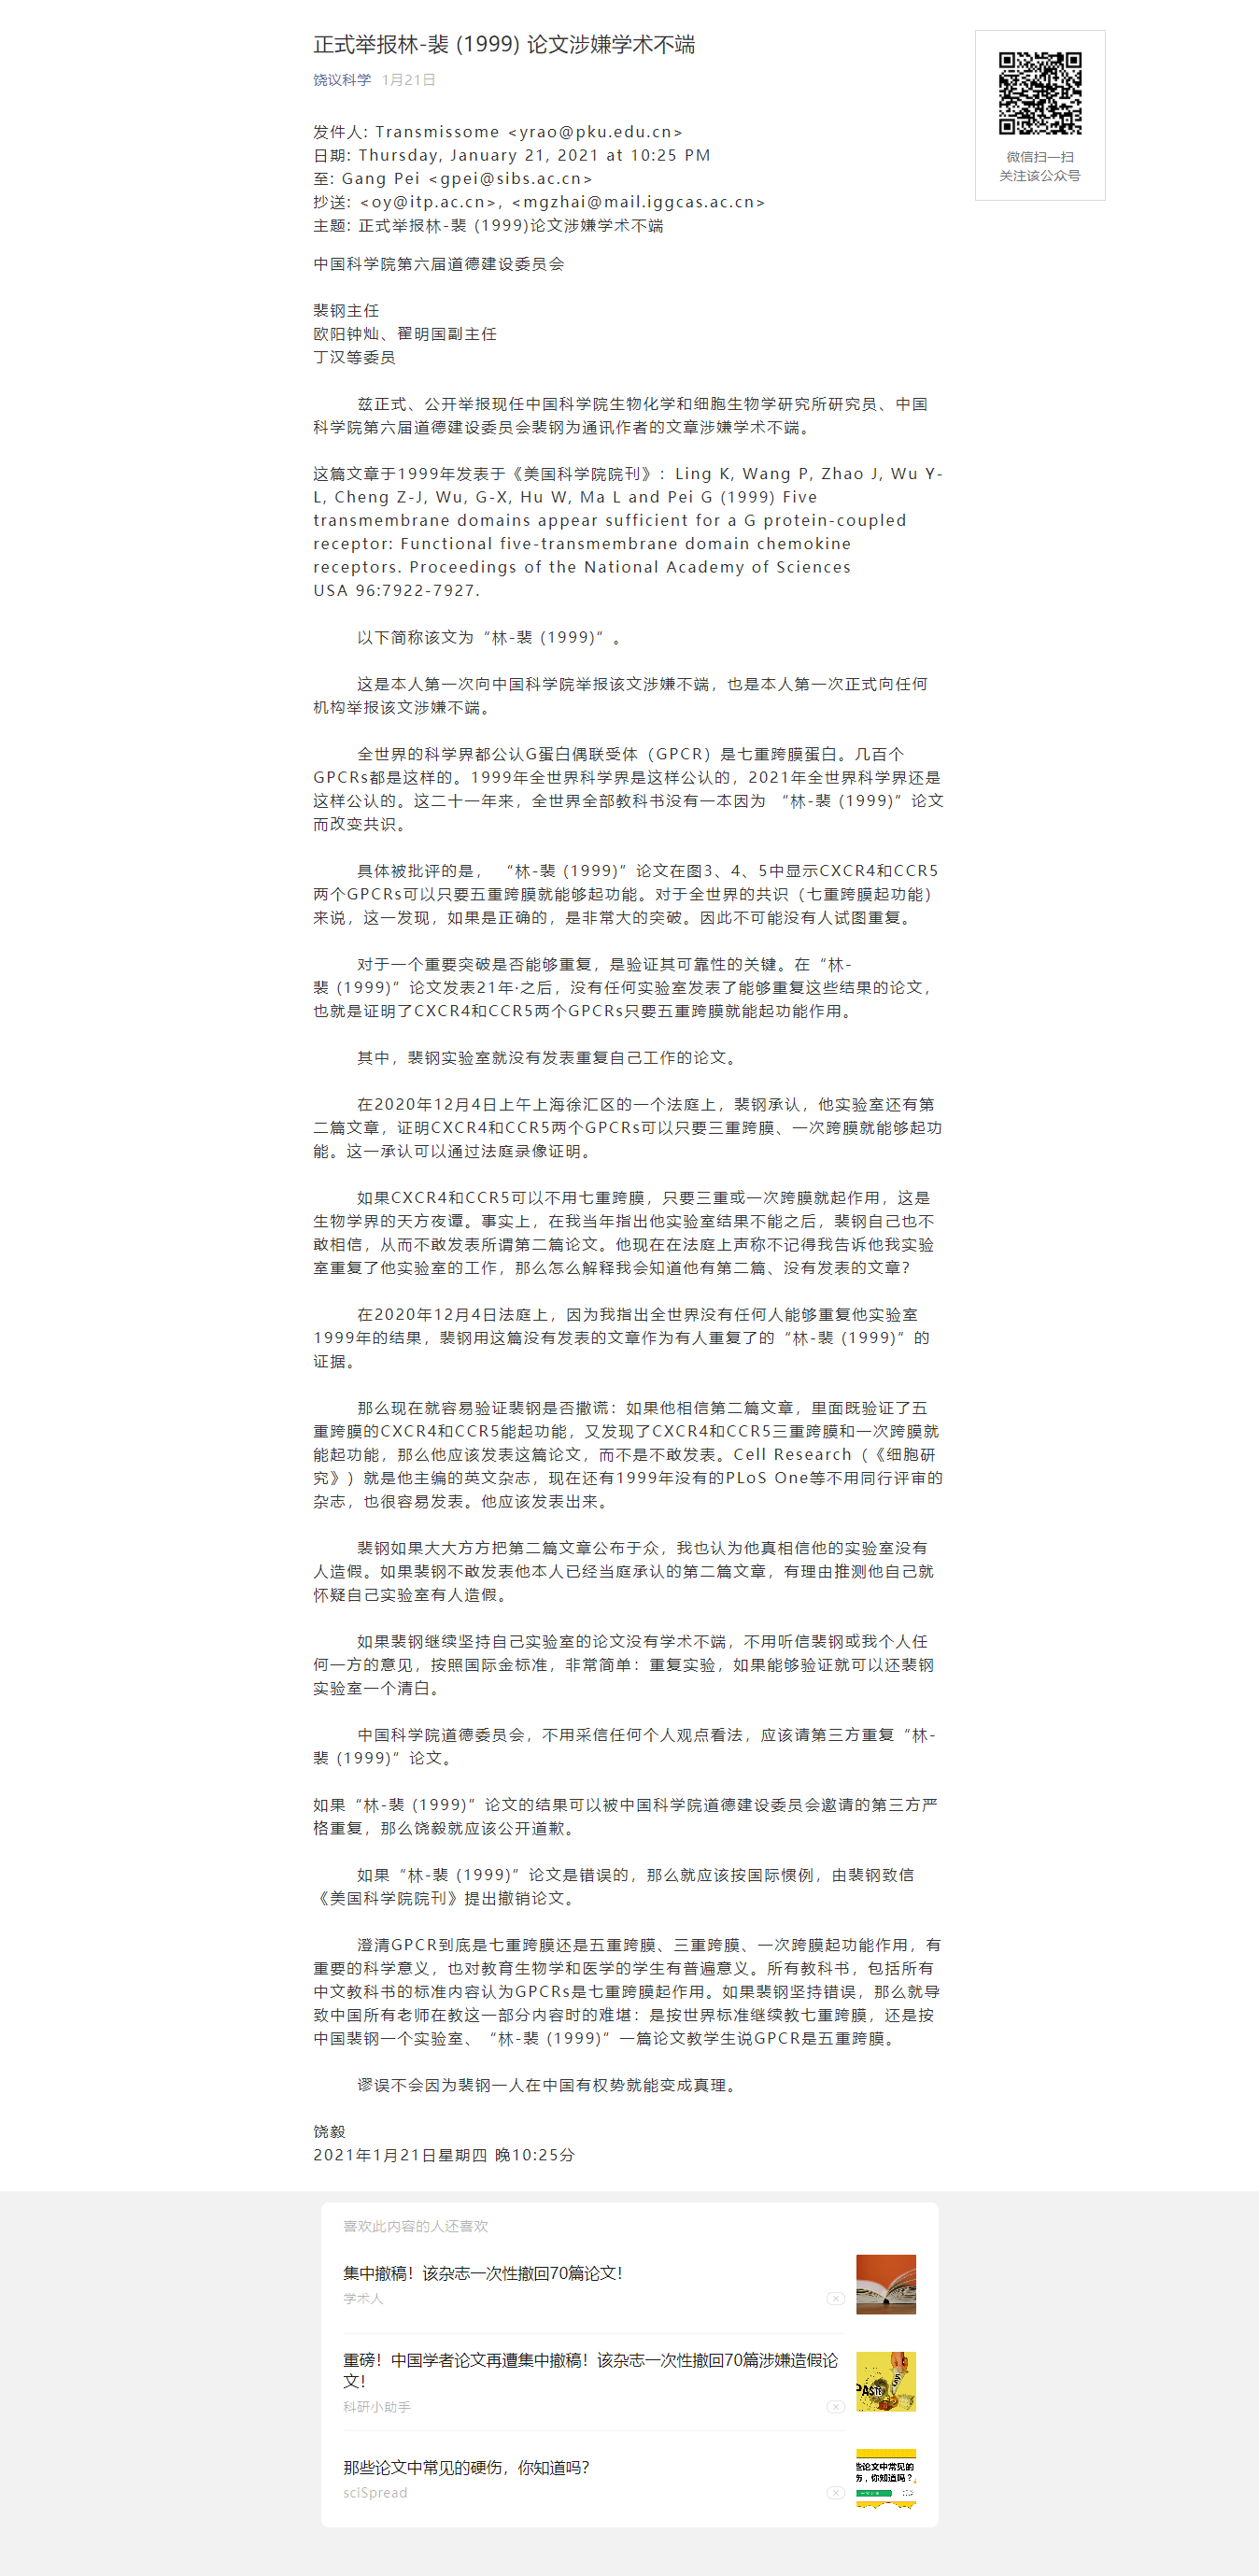 正式举报林-裴 (1999) 论文涉嫌学术不端
饶议科学 1月21日
微信扫一扫
关注该公众号
发件人: Transmissome <yrao@pku.edu.cn>
日期: Thursday, January 21, 2021 at 10:25 PM
至: Gang Pei <gpei@sibs.ac.cn>
抄送: <oy@itp.ac.cn>, <mgzhai@mail.iggcas.ac.cn>
主题: 正式举报林-裴 (1999)论文涉嫌学术不端
中国科学院第六届道德建设委员会
裴钢主任
欧阳钟灿、翟明国副主任
丁汉等委员
兹正式、公开举报现任中国科学院生物化学和细胞生物学研究所研究员、中国
科学院第六届道德建设委员会裴钢为通讯作者的文章涉嫌学术不端。
这篇文章于1999年发表于《美国科学院院刊》：Ling K, Wang P, Zhao J, Wu Y-
L, Cheng Z-J, Wu, G-X, Hu W, Ma L and Pei G (1999) Five
transmembrane domains appear sufficient for a G protein-coupled
receptor: Functional five-transmembrane domain chemokine
receptors. Proceedings of the National Academy of Sciences
USA 96:7922-7927.
以下简称该文为“林-裴 (1999)”。
这是本人第一次向中国科学院举报该文涉嫌不端，也是本人第一次正式向任何
机构举报该文涉嫌不端。
全世界的科学界都公认G蛋白偶联受体（GPCR）是七重跨膜蛋白。几百个
GPCRs都是这样的。1999年全世界科学界是这样公认的，2021年全世界科学界还是
这样公认的。这二十一年来，全世界全部教科书没有一本因为 “林-裴 (1999)”论文
而改变共识。
具体被批评的是， “林-裴 (1999)”论文在图3、4、5中显示CXCR4和CCR5
两个GPCRs可以只要五重跨膜就能够起功能。对于全世界的共识（七重跨膜起功能）
来说，这一发现，如果是正确的，是非常大的突破。因此不可能没有人试图重复。
对于一个重要突破是否能够重复，是验证其可靠性的关键。在“林-
裴 (1999)”论文发表21年·之后，没有任何实验室发表了能够重复这些结果的论文，
也就是证明了CXCR4和CCR5两个GPCRs只要五重跨膜就能起功能作用。
其中，裴钢实验室就没有发表重复自己工作的论文。
在2020年12月4日上午上海徐汇区的一个法庭上，裴钢承认，他实验室还有第
二篇文章，证明CXCR4和CCR5两个GPCRs可以只要三重跨膜、一次跨膜就能够起功
能。这一承认可以通过法庭录像证明。
如果CXCR4和CCR5可以不用七重跨膜，只要三重或一次跨膜就起作用，这是
生物学界的天方夜谭。事实上，在我当年指出他实验室结果不能之后，裴钢自己也不
敢相信，从而不敢发表所谓第二篇论文。他现在在法庭上声称不记得我告诉他我实验
室重复了他实验室的工作，那么怎么解释我会知道他有第二篇、没有发表的文章？
在2020年12月4日法庭上，因为我指出全世界没有任何人能够重复他实验室
1999年的结果，裴钢用这篇没有发表的文章作为有人重复了的“林-裴 (1999)”的
证据。
那么现在就容易验证裴钢是否撒谎：如果他相信第二篇文章，里面既验证了五
重跨膜的CXCR4和CCR5能起功能，又发现了CXCR4和CCR5三重跨膜和一次跨膜就
能起功能，那么他应该发表这篇论文，而不是不敢发表。Cell Research（《细胞研
究》）就是他主编的英文杂志，现在还有1999年没有的PLoS One等不用同行评审的
杂志，也很容易发表。他应该发表出来。
裴钢如果大大方方把第二篇文章公布于众，我也认为他真相信他的实验室没有
人造假。如果裴钢不敢发表他本人已经当庭承认的第二篇文章，有理由推测他自己就
怀疑自己实验室有人造假。
如果裴钢继续坚持自己实验室的论文没有学术不端，不用听信裴钢或我个人任
何一方的意见，按照国际金标准，非常简单：重复实验，如果能够验证就可以还裴钢
实验室一个清白。
中国科学院道德委员会，不用采信任何个人观点看法，应该请第三方重复“林-
裴 (1999)”论文。
如果“林-裴 (1999)”论文的结果可以被中国科学院道德建设委员会邀请的第三方严
格重复，那么饶毅就应该公开道歉。
如果“林-裴 (1999)”论文是错误的，那么就应该按国际惯例，由裴钢致信
《美国科学院院刊》提出撤销论文。
澄清GPCR到底是七重跨膜还是五重跨膜、三重跨膜、一次跨膜起功能作用，有
重要的科学意义，也对教育生物学和医学的学生有普遍意义。所有教科书，包括所有
中文教科书的标准内容认为GPCRs是七重跨膜起作用。如果裴钢坚持错误，那么就导
致中国所有老师在教这一部分内容时的难堪：是按世界标准继续教七重跨膜，还是按
中国裴钢一个实验室、“林-裴 (1999)”一篇论文教学生说GPCR是五重跨膜。
谬误不会因为裴钢一人在中国有权势就能变成真理。
饶毅
2021年1月21日星期四 晚10:25分
喜欢此内容的人还喜欢
集中撤稿！该杂志一次性撤回70篇论文！
学术人
重磅！中国学者论文再遭集中撤稿！该杂志一次性撤回70篇涉嫌造假论
文！
科研小助手
PASTE
那些论文中常见的硬伤，你知道吗？
sciSpread
些论文中常见的
伤，你知道吗？